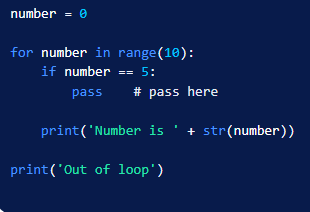 number = 0
for number in range(10):
    if number == 5:
        pass    # pass here
    print('Number is ' + str(number))
print('Out of loop')